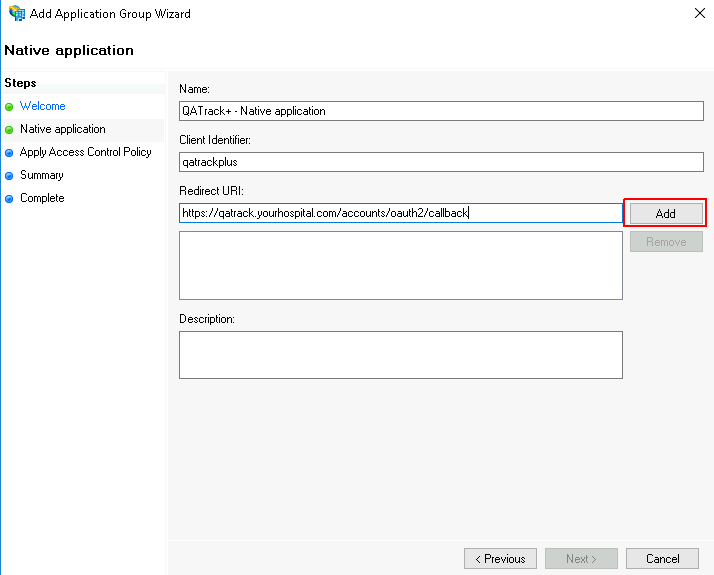 Add Application Group Wizard
Native application
Steps
Welcome
Native application
Apply Access Control Policy
Summary
Complete
Name:
QATrack+ - Native application
Client Identifier:
qatrackplus
Redirect URI:
https://qatrack.yourhospital.com/accounts/oauth2/callback
Add
Remove
Description:
< Previous
Next >
Cancel